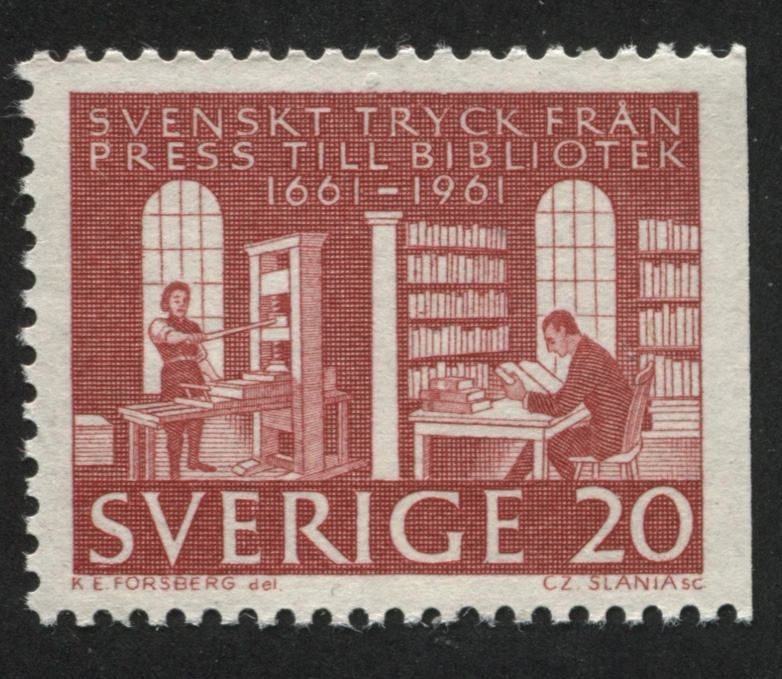 SVENSKT TRYCK FRÅN
PRESS TILL BIBLIOTEK
1661–1961
SVERIGE 20
K E.FORSBERG del. CZ. SLANIA sc.